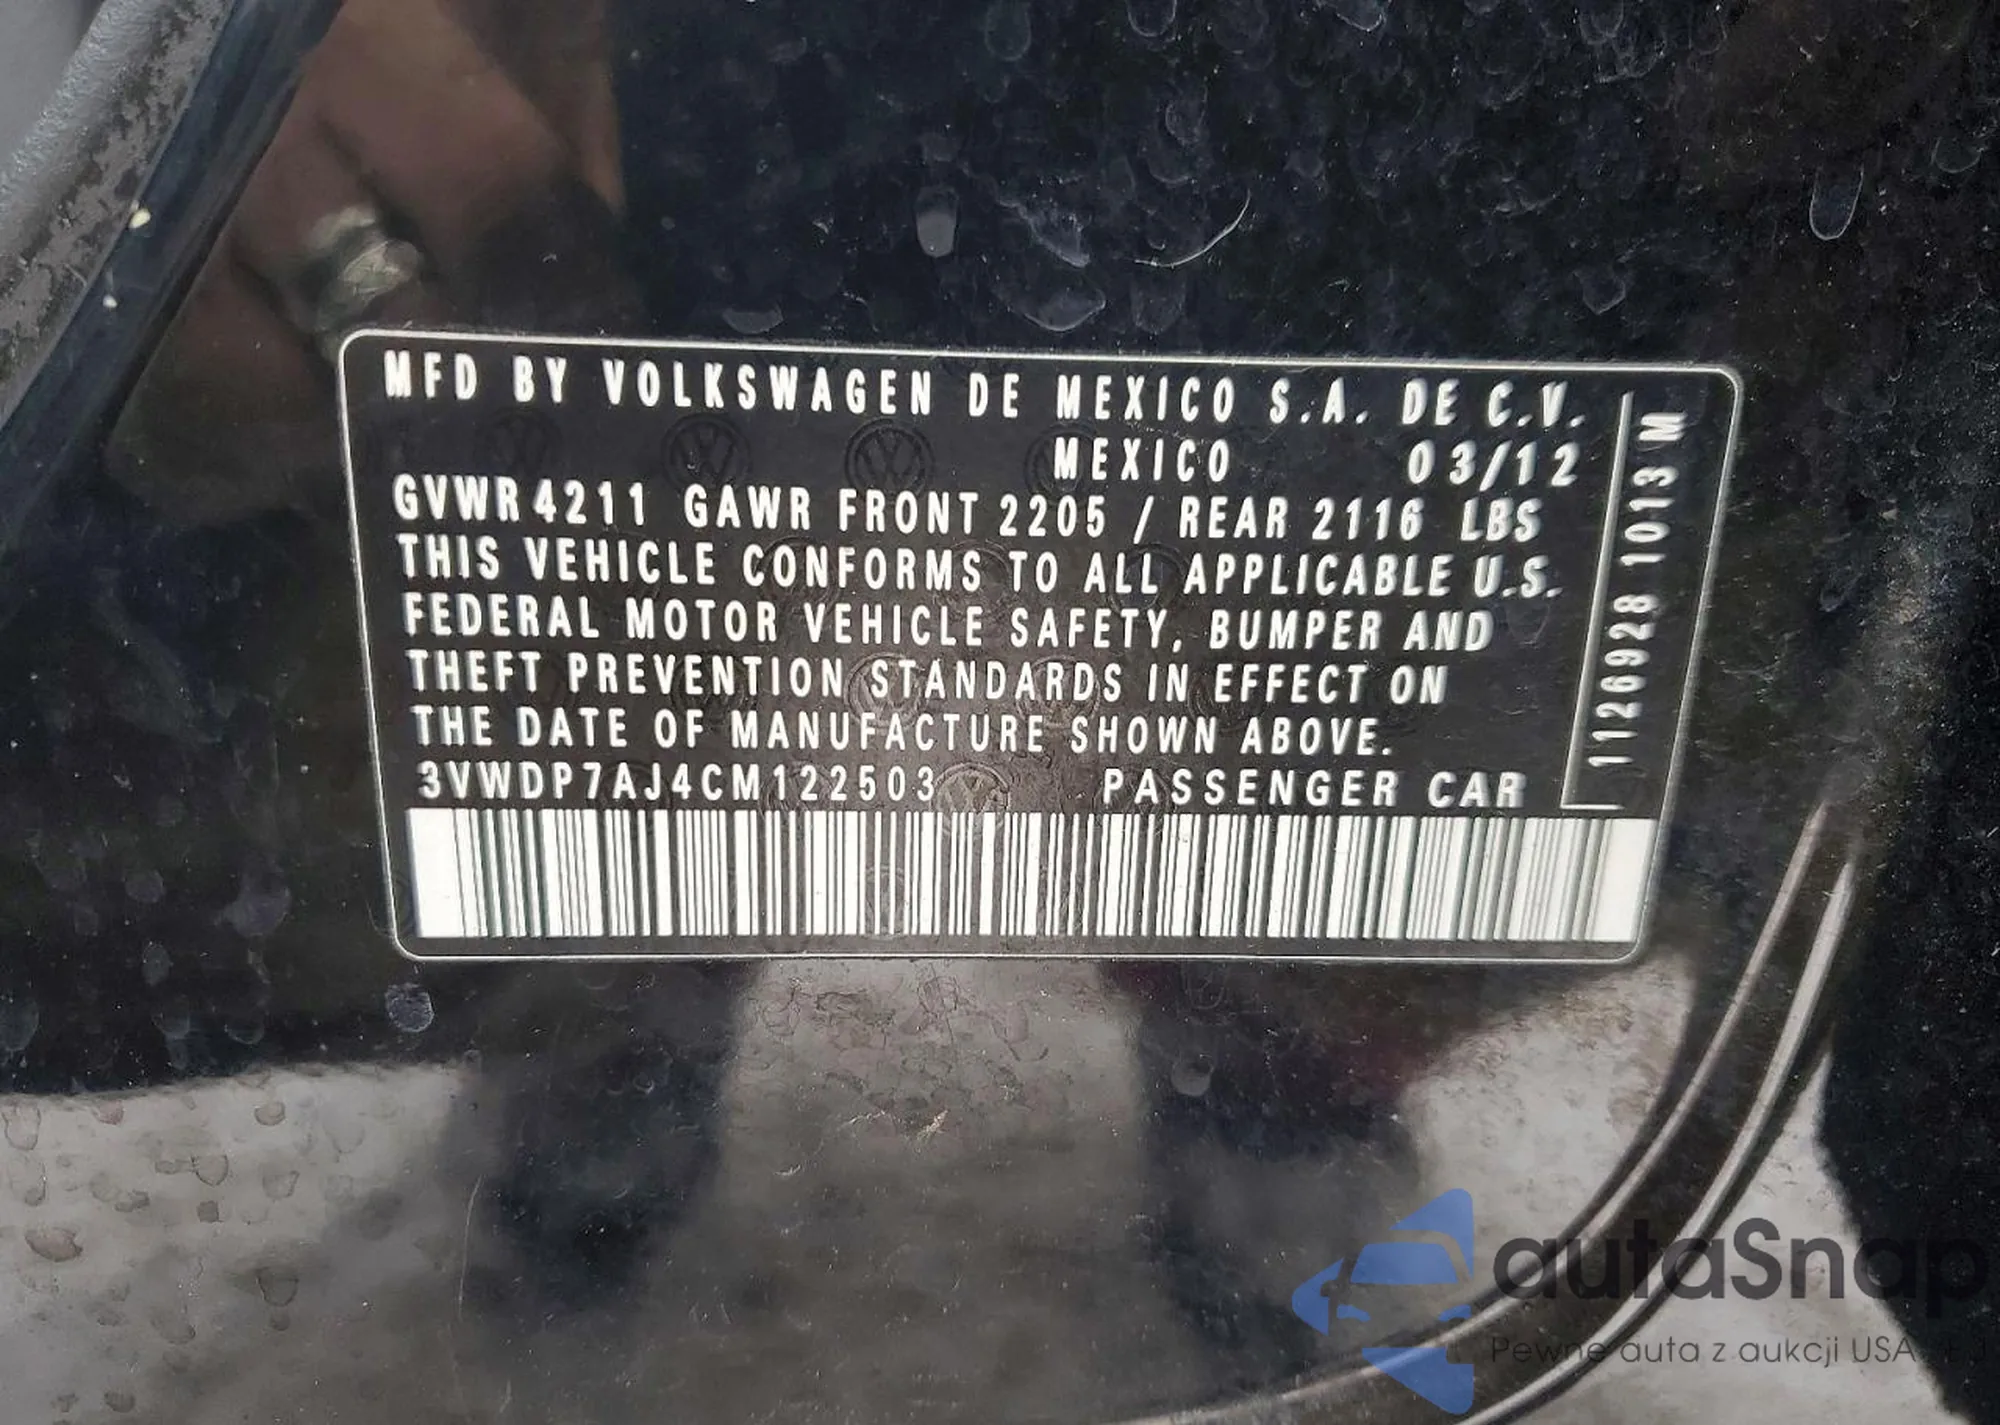 MFD BY VOLKSWAGEN DE MEXICO S.A. DE C.V.
MEXICO 03/12
GVWR 4211 GAWR FRONT 2205 / REAR 2116 LBS
THIS VEHICLE CONFORMS TO ALL APPLICABLE U.S.
FEDERAL MOTOR VEHICLE SAFETY, BUMPER AND
THEFT PREVENTION STANDARDS IN EFFECT ON
THE DATE OF MANUFACTURE SHOWN ABOVE.
3VWDP7AJ4CM122503 PASSENGER CAR
1126928 1013 M
autaSnap
Pewne auta z aukcji USA